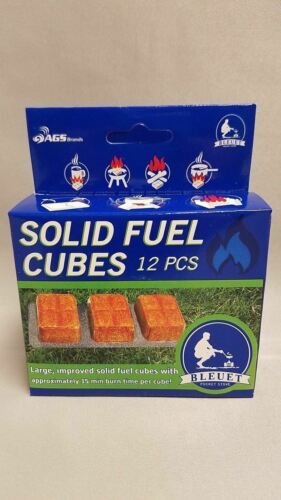 AGS Brands
BLEUET
SOLID FUEL
CUBES 12 PCS
Large, improved solid fuel cubes with
approximately 15 min burn time per cube!
BLEUET
POCKET STOVE